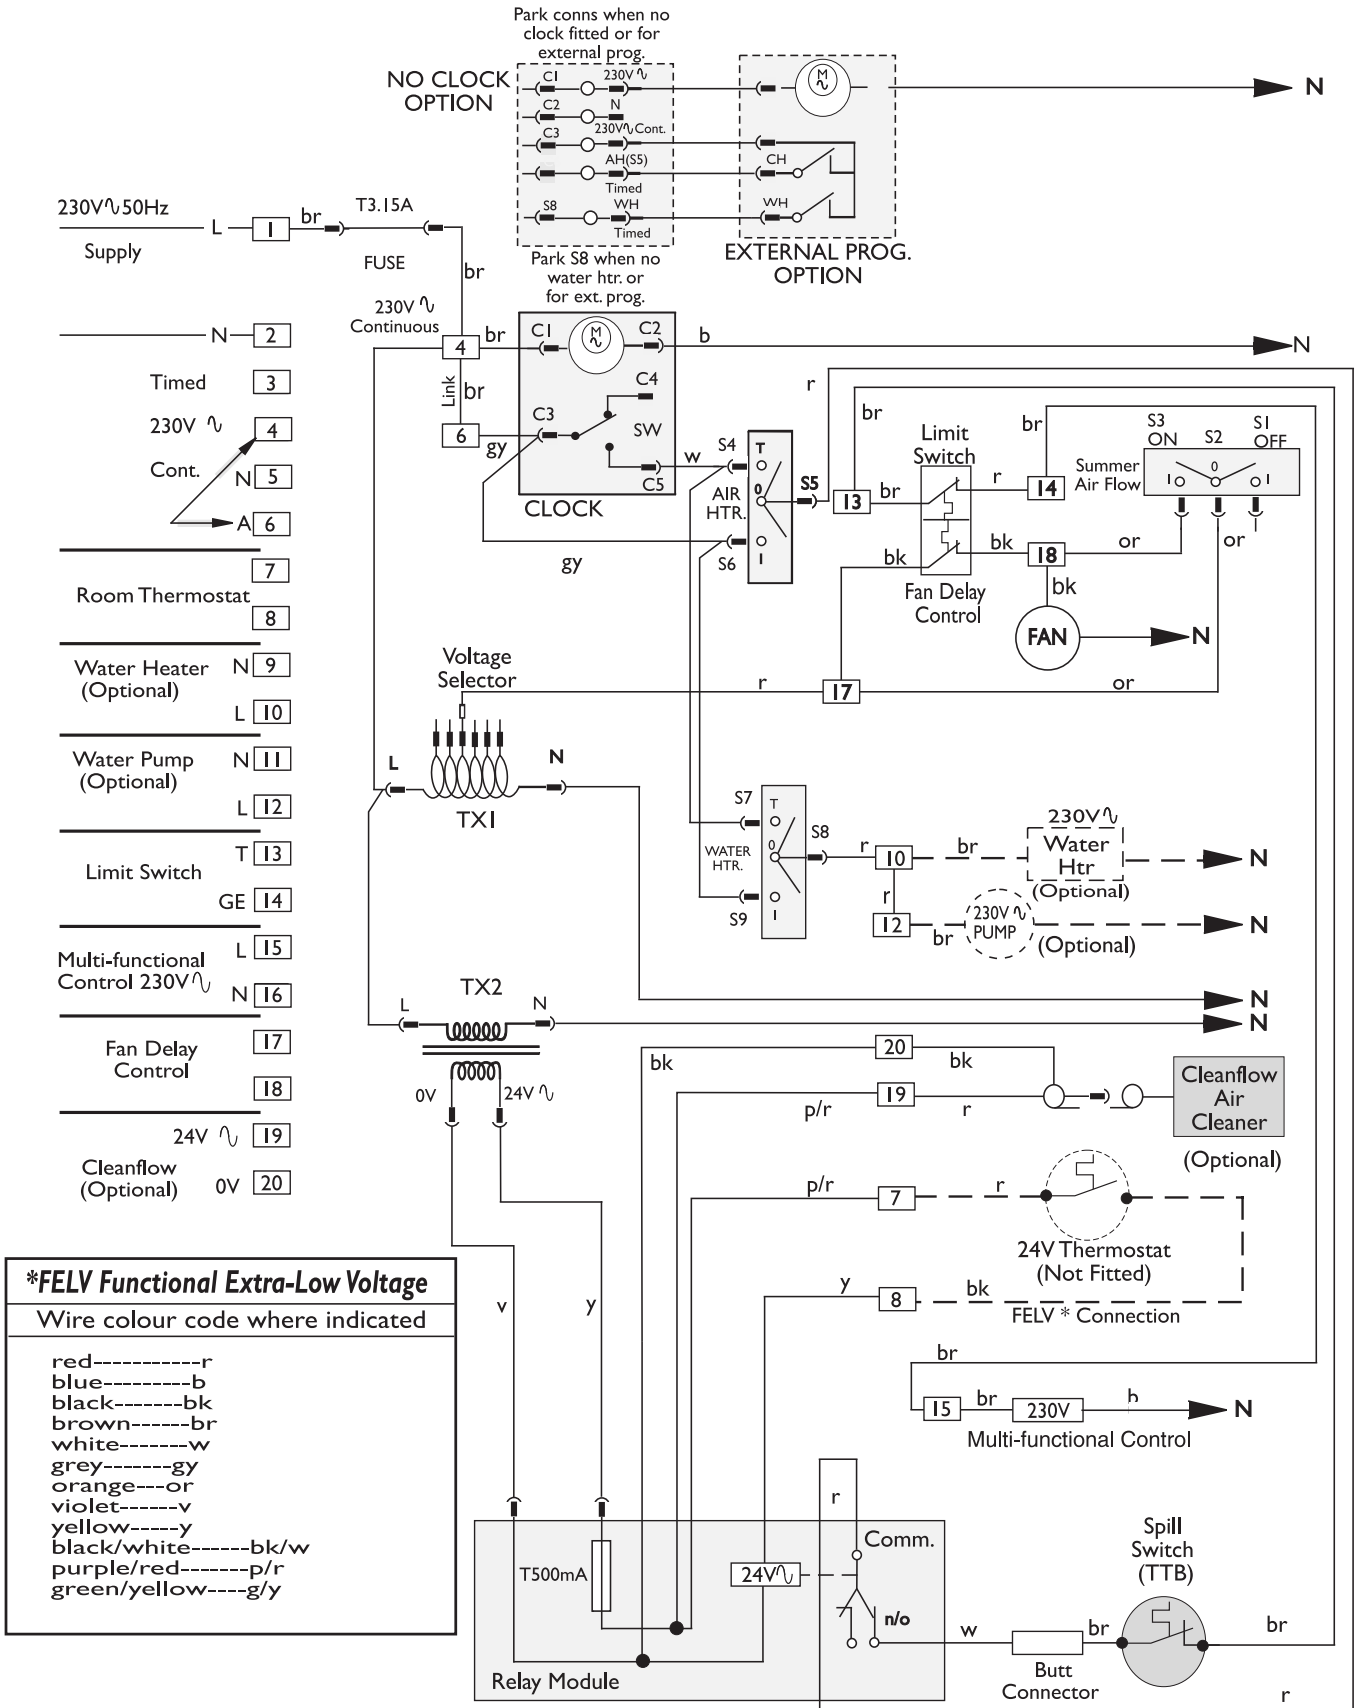 Park conns when no
clock fitted or for
external prog.
NO CLOCK
OPTION
C1
230V
C2
N
C3
230V Cont.
AH(S5)
Timed
S8
WH
Timed
M
CH
WH
N
EXTERNAL PROG.
OPTION
Park S8 when no
water htr. or
for ext. prog.
230V 50Hz
L
1
br
T3.15A
Supply
FUSE
br
230V
Continuous
N
2
4
br
C1
M
C2
b
N
Timed
3
Link
br
C4
C3
SW
6
gy
w
C5
CLOCK
230V
4
Cont.
N
5
A
6
gy
S4
T
AIR
HTR.
0
S5
S6
I
r
br
13
br
Limit
Switch
r
br
14
S3
ON
S2
S1
OFF
Summer
Air Flow
I
0
I
bk
bk
18
or
or
bk
Fan Delay
Control
FAN
N
7
Room Thermostat
8
Water Heater
(Optional)
N
9
L
10
Voltage
Selector
r
17
or
Water Pump
(Optional)
N
11
L
12
L
N
TX1
S7
T
WATER
HTR.
0
S8
S9
I
r
10
br
230V
Water
Htr
(Optional)
N
r
12
br
230V
PUMP
(Optional)
N
T
13
Limit Switch
GE
14
Multi-functional
Control 230V
L
15
N
16
TX2
L
N
N
N
Fan Delay
Control
17
18
0V
24V
bk
20
bk
p/r
19
r
Cleanflow
Air
Cleaner
(Optional)
24V
19
Cleanflow
(Optional)
0V
20
p/r
7
r
24V Thermostat
(Not Fitted)
y
8
bk
FELV * Connection
*FELV Functional Extra-Low Voltage
Wire colour code where indicated
red-----------r
blue---------b
black-------bk
brown------br
white-------w
grey-------gy
orange---or
violet------v
yellow-----y
black/white------bk/w
purple/red-------p/r
green/yellow----g/y
v
y
br
15
br
230V
b
N
Multi-functional Control
r
Comm.
T500mA
24V
n/o
Relay Module
w
Butt
Connector
br
Spill
Switch
(TTB)
br
r